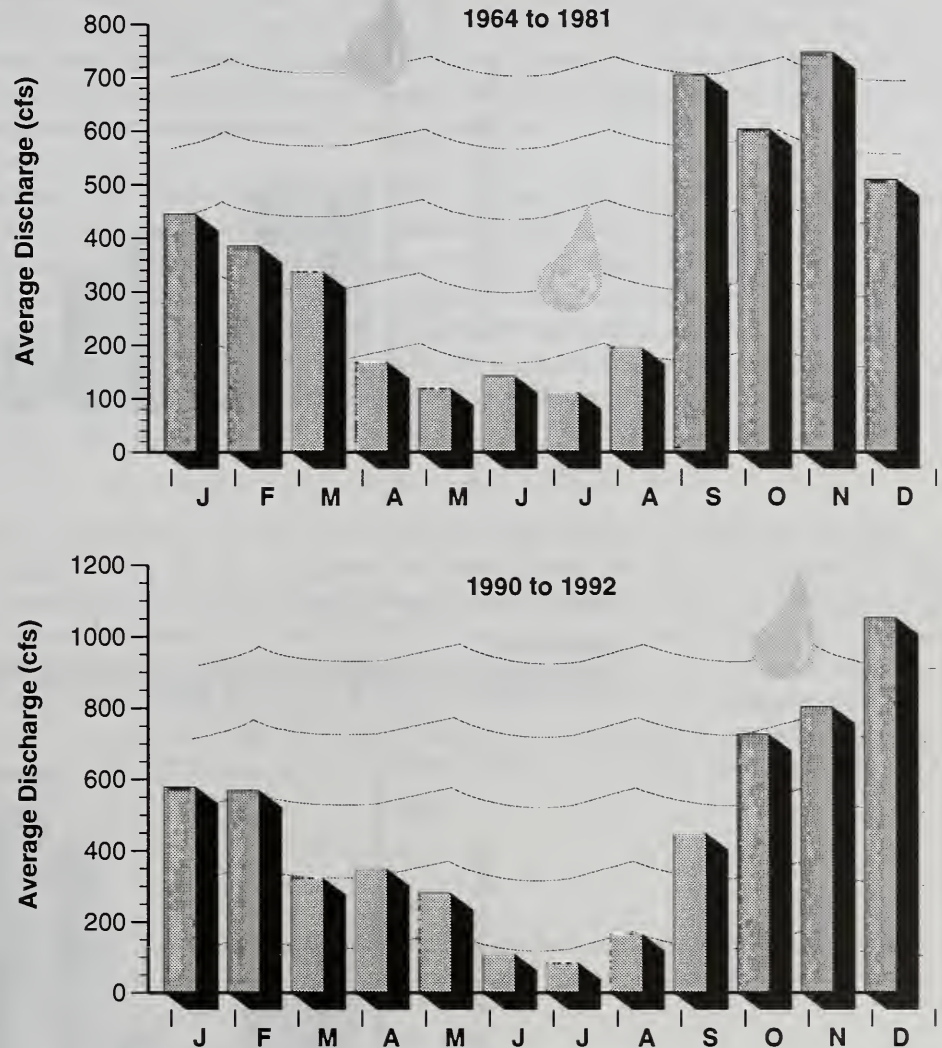 1964 to 1981
Average Discharge (cfs)
800
700
600
500
400
300
200
100
0
J F M A M J J A S O N D
1990 to 1992
Average Discharge (cfs)
1200
1000
800
600
400
200
0
J F M A M J J A S O N D